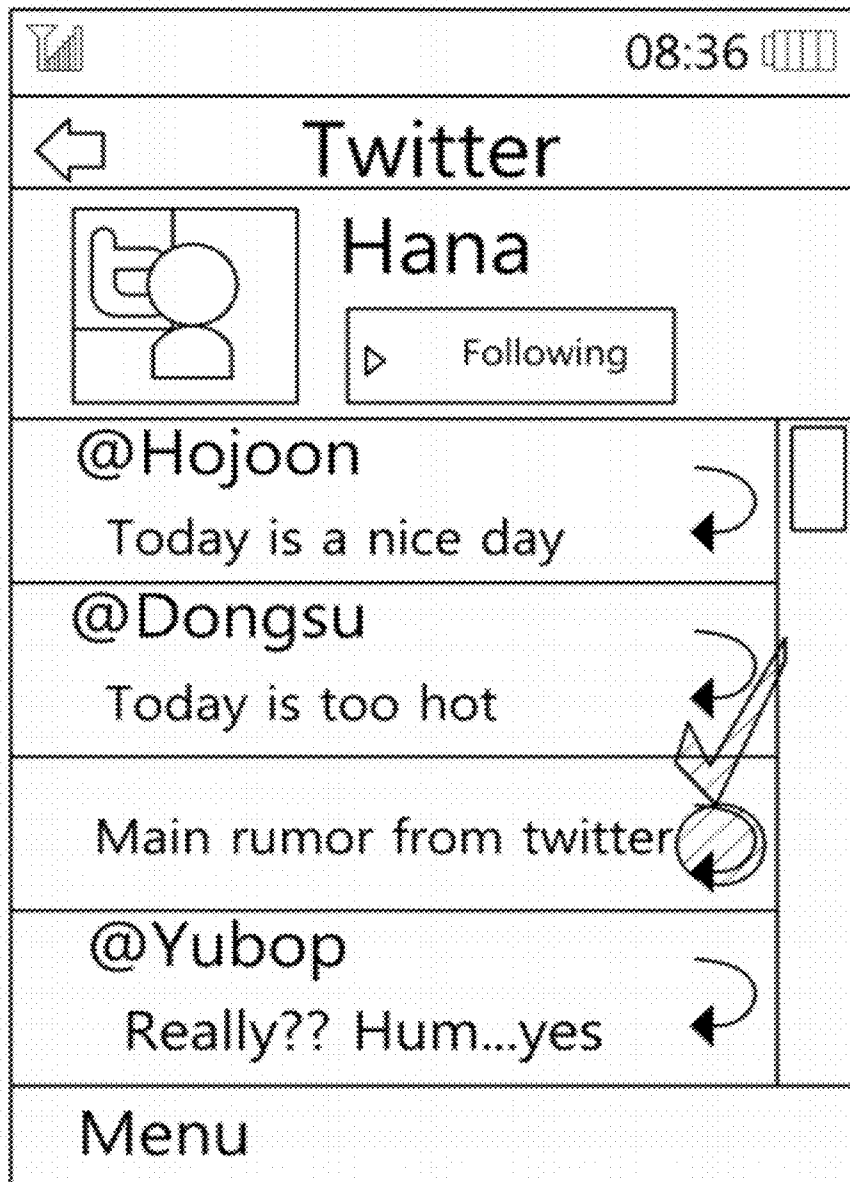 08:36
Twitter
Hana
Following
@Hojoon
Today is a nice day
@Dongsu
Today is too hot
Main rumor from twitter
@Yubop
Really?? Hum...yes
Menu